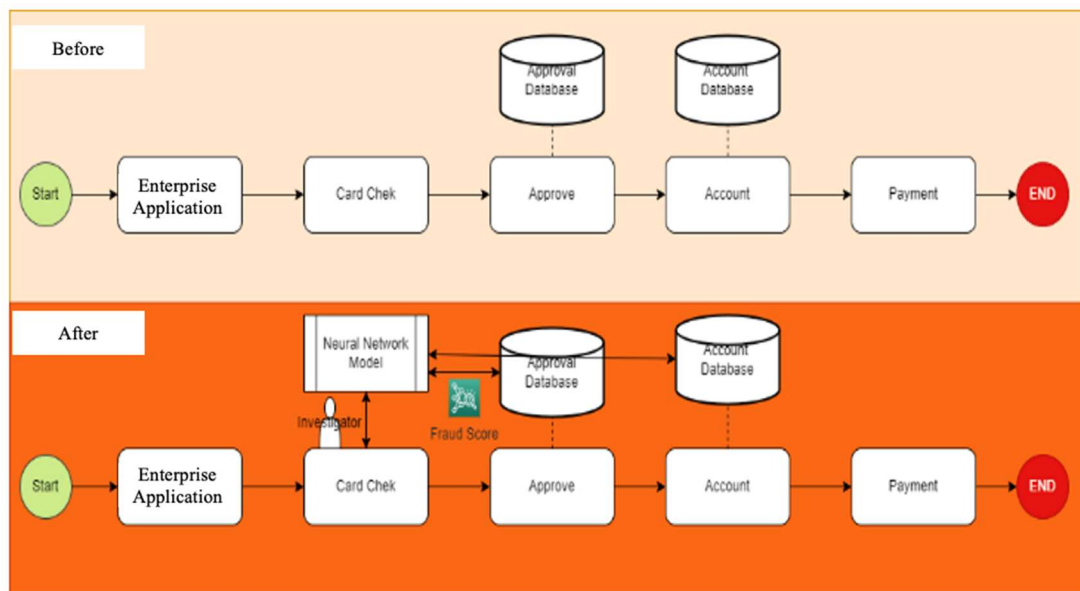 Before
Approval
Database
Account
Database
Start
Enterprise
Application
Card Chek
Approve
Account
Payment
END
After
Neural Network
Model
Approval
Database
Account
Database
Investigator
Fraud Score
Start
Enterprise
Application
Card Chek
Approve
Account
Payment
END